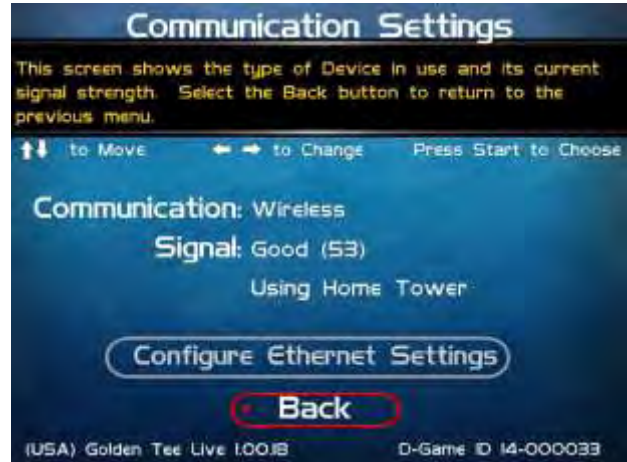 Communication Settings
This screen shows the type of Device in use and its current
signal strength. Select the Back button to return to the
previous menu.
↑↓ to Move ← → to Change Press Start to Choose
Communication: Wireless
Signal: Good (53)
Using Home Tower
Configure Ethernet Settings
Back
(USA) Golden Tee Live 1.00.18 D-Game ID 14-000033